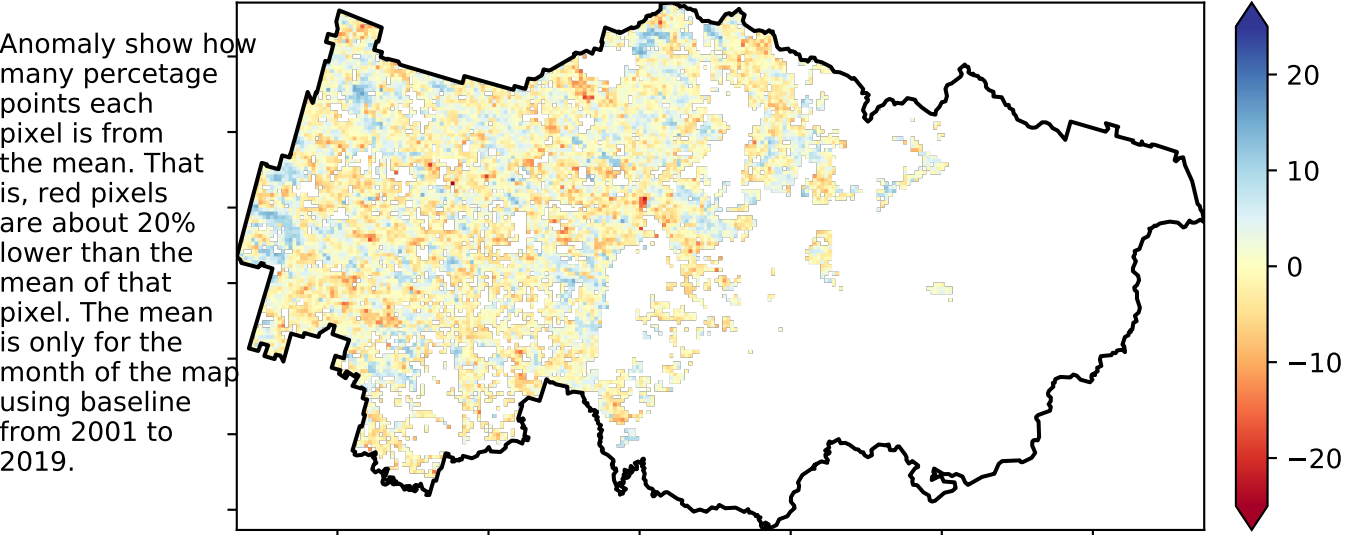 Anomaly show how
many percetage
points each
pixel is from
the mean. That
is, red pixels
are about 20%
lower than the
mean of that
pixel. The mean
is only for the
month of the map
using baseline
from 2001 to
2019.
20
10
0
−10
−20